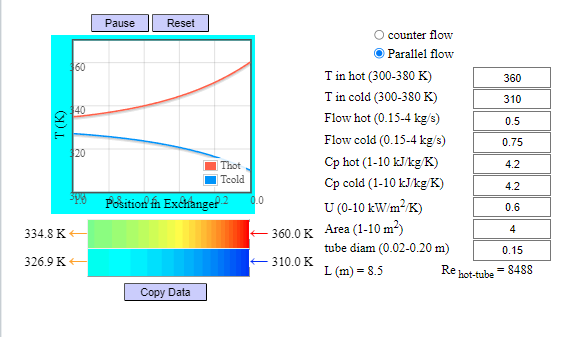 Pause Reset
counter flow
Parallel flow
T in hot (300-380 K) 360
T in cold (300-380 K) 310
Flow hot (0.15-4 kg/s) 0.5
Flow cold (0.15-4 kg/s) 0.75
Cp hot (1-10 kJ/kg/K) 4.2
Cp cold (1-10 kJ/kg/K) 4.2
U (0-10 kW/m²/K) 0.6
Area (1-10 m²) 4
tube diam (0.02-0.20 m) 0.15
L (m) = 8.5 Re hot-tube = 8488
T (K)
360
340
320
Thot
Tcold
1.0 0.8 0.6 0.4 0.2 0.0
Position in Exchanger
334.8 K 360.0 K
326.9 K 310.0 K
Copy Data